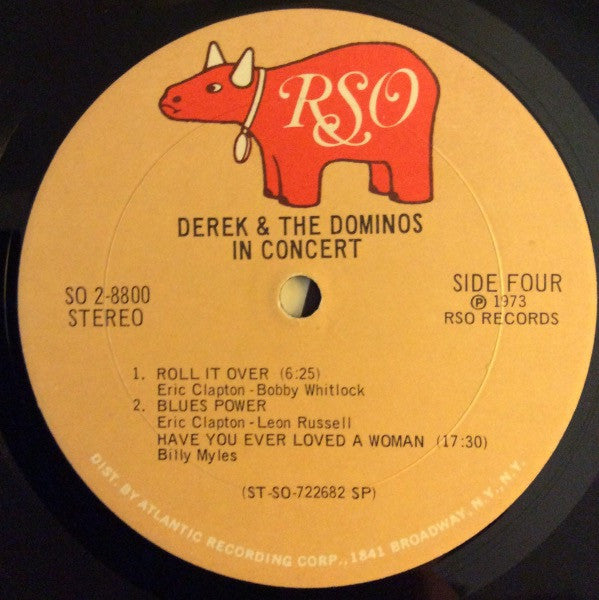 RSO
DEREK & THE DOMINOS
IN CONCERT
SO 2-8800
STEREO
SIDE FOUR
Ⓟ 1973
RSO RECORDS
1. ROLL IT OVER (6:25)
Eric Clapton - Bobby Whitlock
2. BLUES POWER
Eric Clapton - Leon Russell
HAVE YOU EVER LOVED A WOMAN (17:30)
Billy Myles
(ST-SO-722682 SP)
DIST. BY ATLANTIC RECORDING CORP., 1841 BROADWAY, N.Y., N.Y.